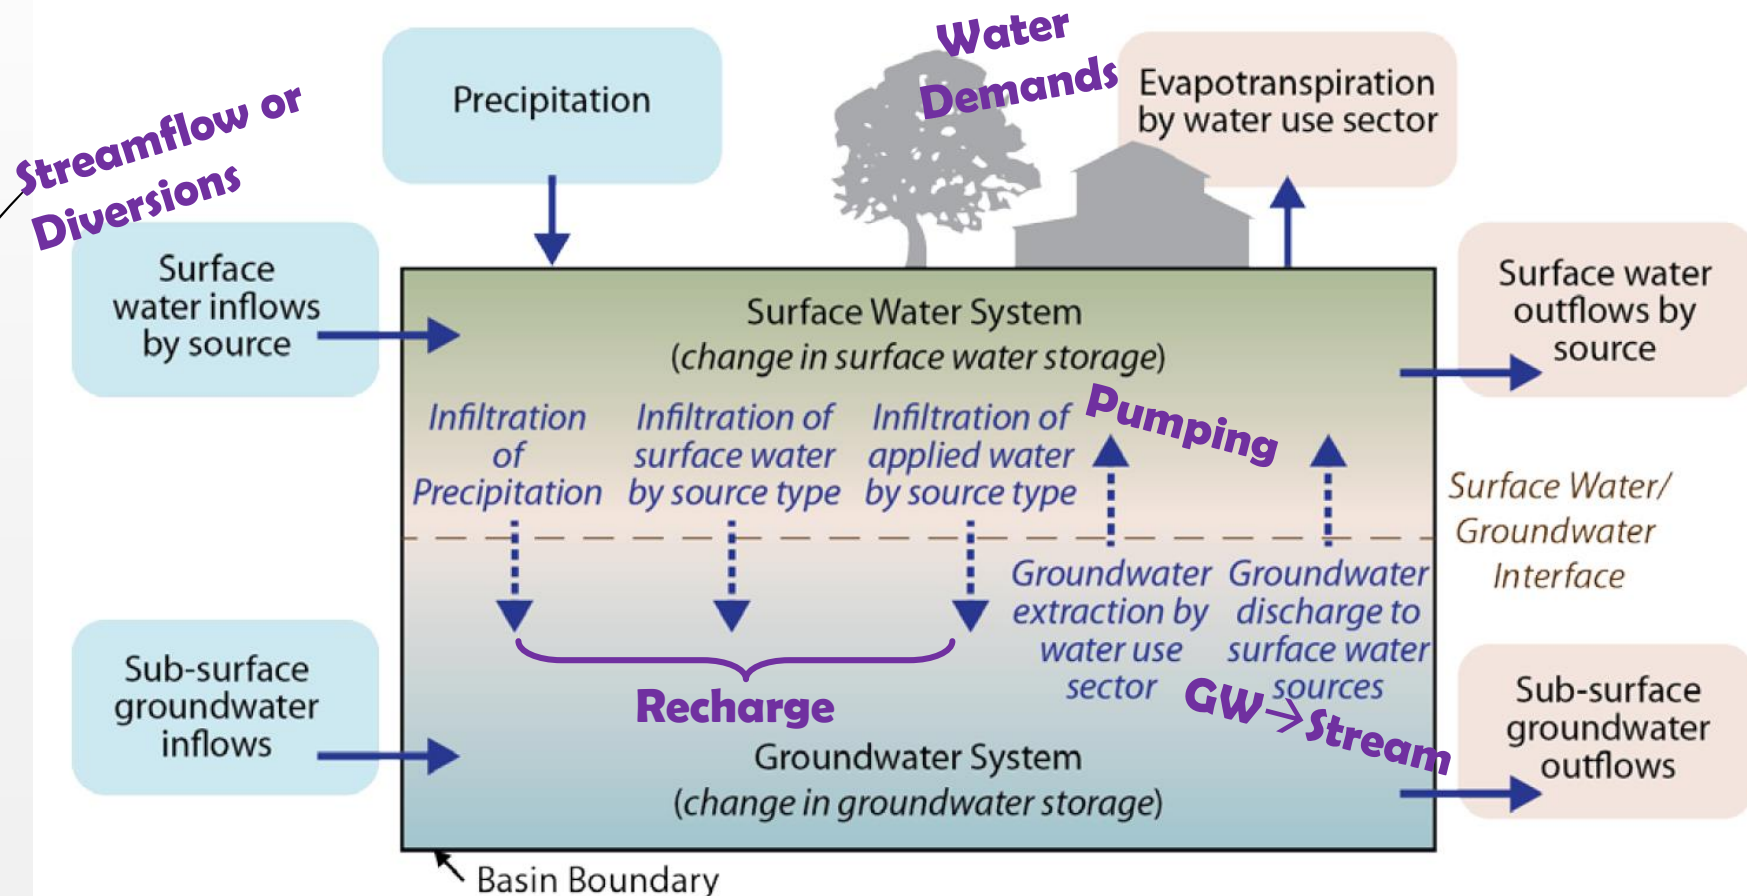 Water
Demands
Streamflow or
Diversions
Precipitation
Evapotranspiration
by water use sector
Surface
water inflows
by source
Surface Water System
(change in surface water storage)
Surface water
outflows by
source
Infiltration
of
Precipitation
Infiltration of
surface water
by source type
Infiltration of
applied water
by source type
Pumping
Surface Water/
Groundwater
Interface
Groundwater
extraction by
water use
sector
Groundwater
discharge to
surface water
sources
GW→Stream
Recharge
Sub-surface
groundwater
inflows
Groundwater System
(change in groundwater storage)
Sub-surface
groundwater
outflows
Basin Boundary